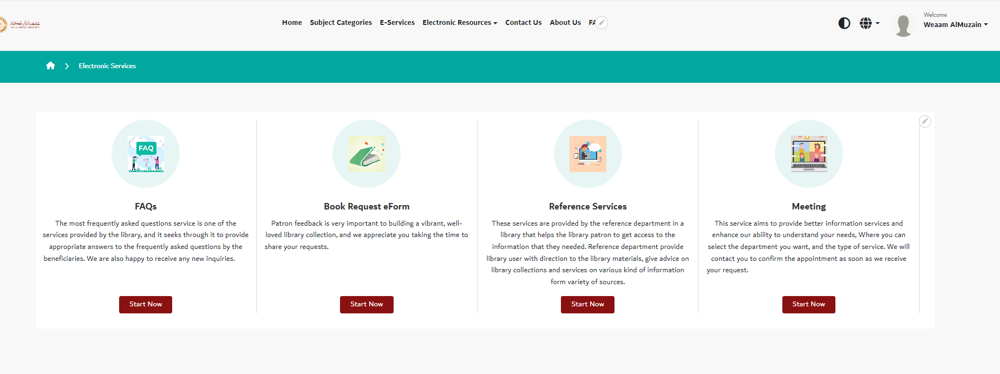 جامعة دار الحكمة
DAR AL-HEKMA UNIVERSITY
Home Subject Categories E-Services Electronic Resources Contact Us About Us FA
Welcome
Weaam AlMuzain
Electronic Services
FAQ
FAQs
The most frequently asked questions service is one of the
services provided by the library, and it seeks through it to provide
appropriate answers to the frequently asked questions by the
beneficiaries. We are also happy to receive any new inquiries.
Start Now
Book Request eForm
Patron feedback is very important to building a vibrant, well-
loved library collection, and we appreciate you taking the time to
share your requests.
Start Now
Reference Services
These services are provided by the reference department in a
library that helps the library patron to get access to the
information that they needed. Reference department provide
library user with direction to the library materials, give advice on
library collections and services on various kind of information
form variety of sources.
Start Now
Meeting
This service aims to provide better information services and
enhance our ability to understand your needs, Where you can
select the department you want, and the type of service. We will
contact you to confirm the appointment as soon as we receive
your request.
Start Now